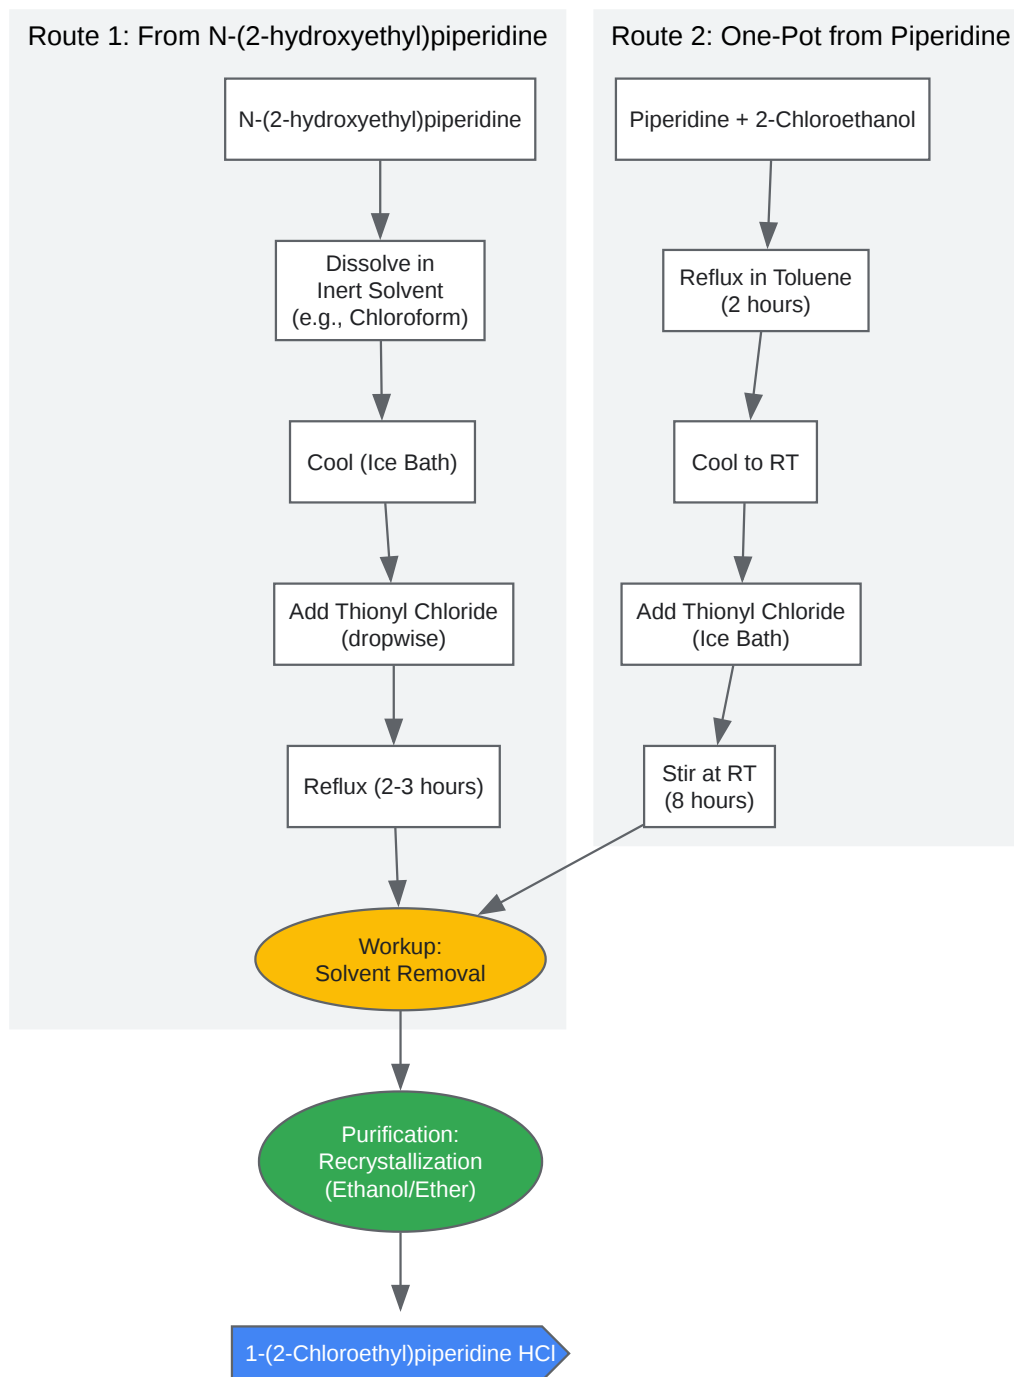 Route 1: From N-(2-hydroxyethyl)piperidine
N-(2-hydroxyethyl)piperidine
Dissolve in
Inert Solvent
(e.g., Chloroform)
Cool (Ice Bath)
Add Thionyl Chloride
(dropwise)
Reflux (2-3 hours)
Route 2: One-Pot from Piperidine
Piperidine + 2-Chloroethanol
Reflux in Toluene
(2 hours)
Cool to RT
Add Thionyl Chloride
(Ice Bath)
Stir at RT
(8 hours)
Workup:
Solvent Removal
Purification:
Recrystallization
(Ethanol/Ether)
1-(2-Chloroethyl)piperidine HCl